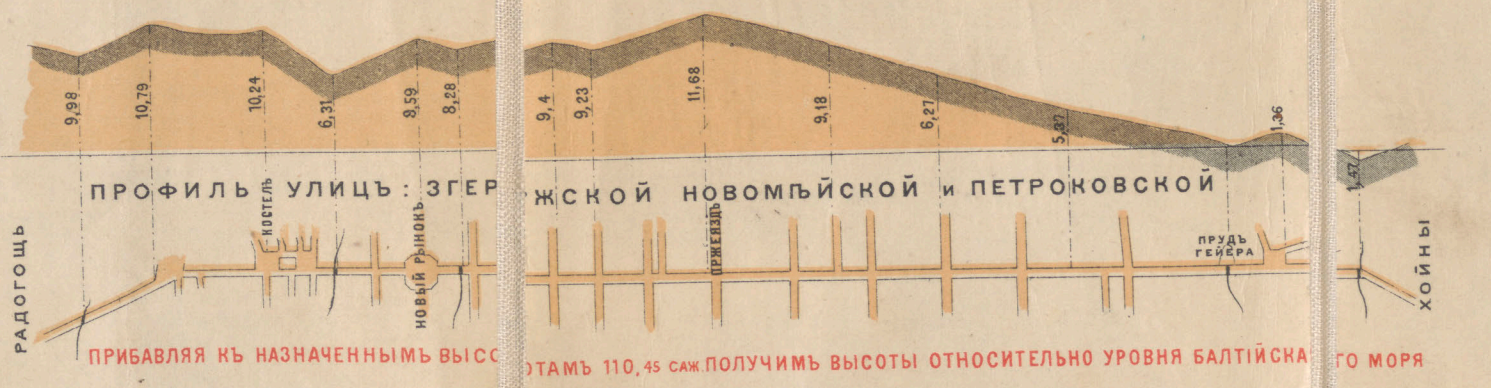 9,98
10,79
10,24
6,31
8,59
8,28
9,4
9,23
11,68
9,18
6,27
5,37
1,36
1,47
ПРОФИЛЬ УЛИЦЪ: ЗГЕРЖСКОЙ НОВОМѢЙСКОЙ и ПЕТРОКОВСКОЙ
РАДОГОЩЬ
КОСТЕЛЬ
НОВЫЙ РЫНОКЪ
ПРЖЕЯЗДЪ
ПРУДЪ
ГЕЙЕРА
ХОЙНЫ
ПРИБАВЛЯЯ КЪ НАЗНАЧЕННЫМЪ ВЫСОТАМЪ 110,45 САЖ. ПОЛУЧИМЪ ВЫСОТЫ ОТНОСИТЕЛЬНО УРОВНЯ БАЛТІЙСКАГО МОРЯ